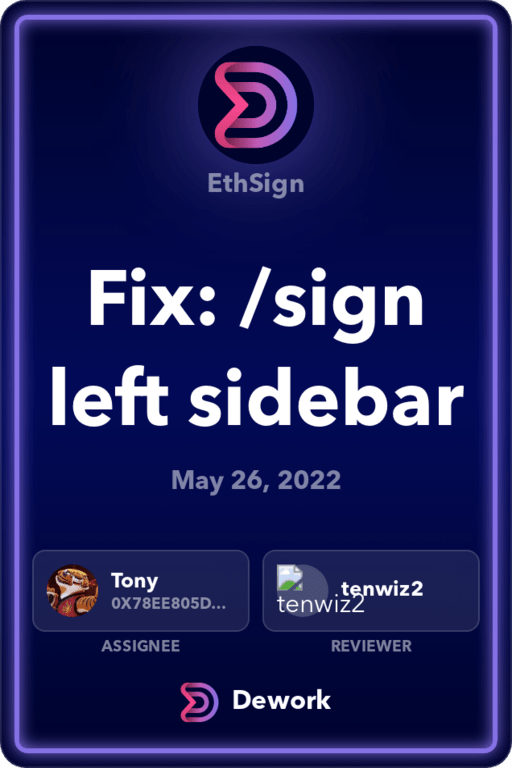 EthSign
Fix: /sign
left sidebar
May 26, 2022
Tony
0X78EE805D...
ASSIGNEE
tenwiz2
tenwiz2
REVIEWER
Dework